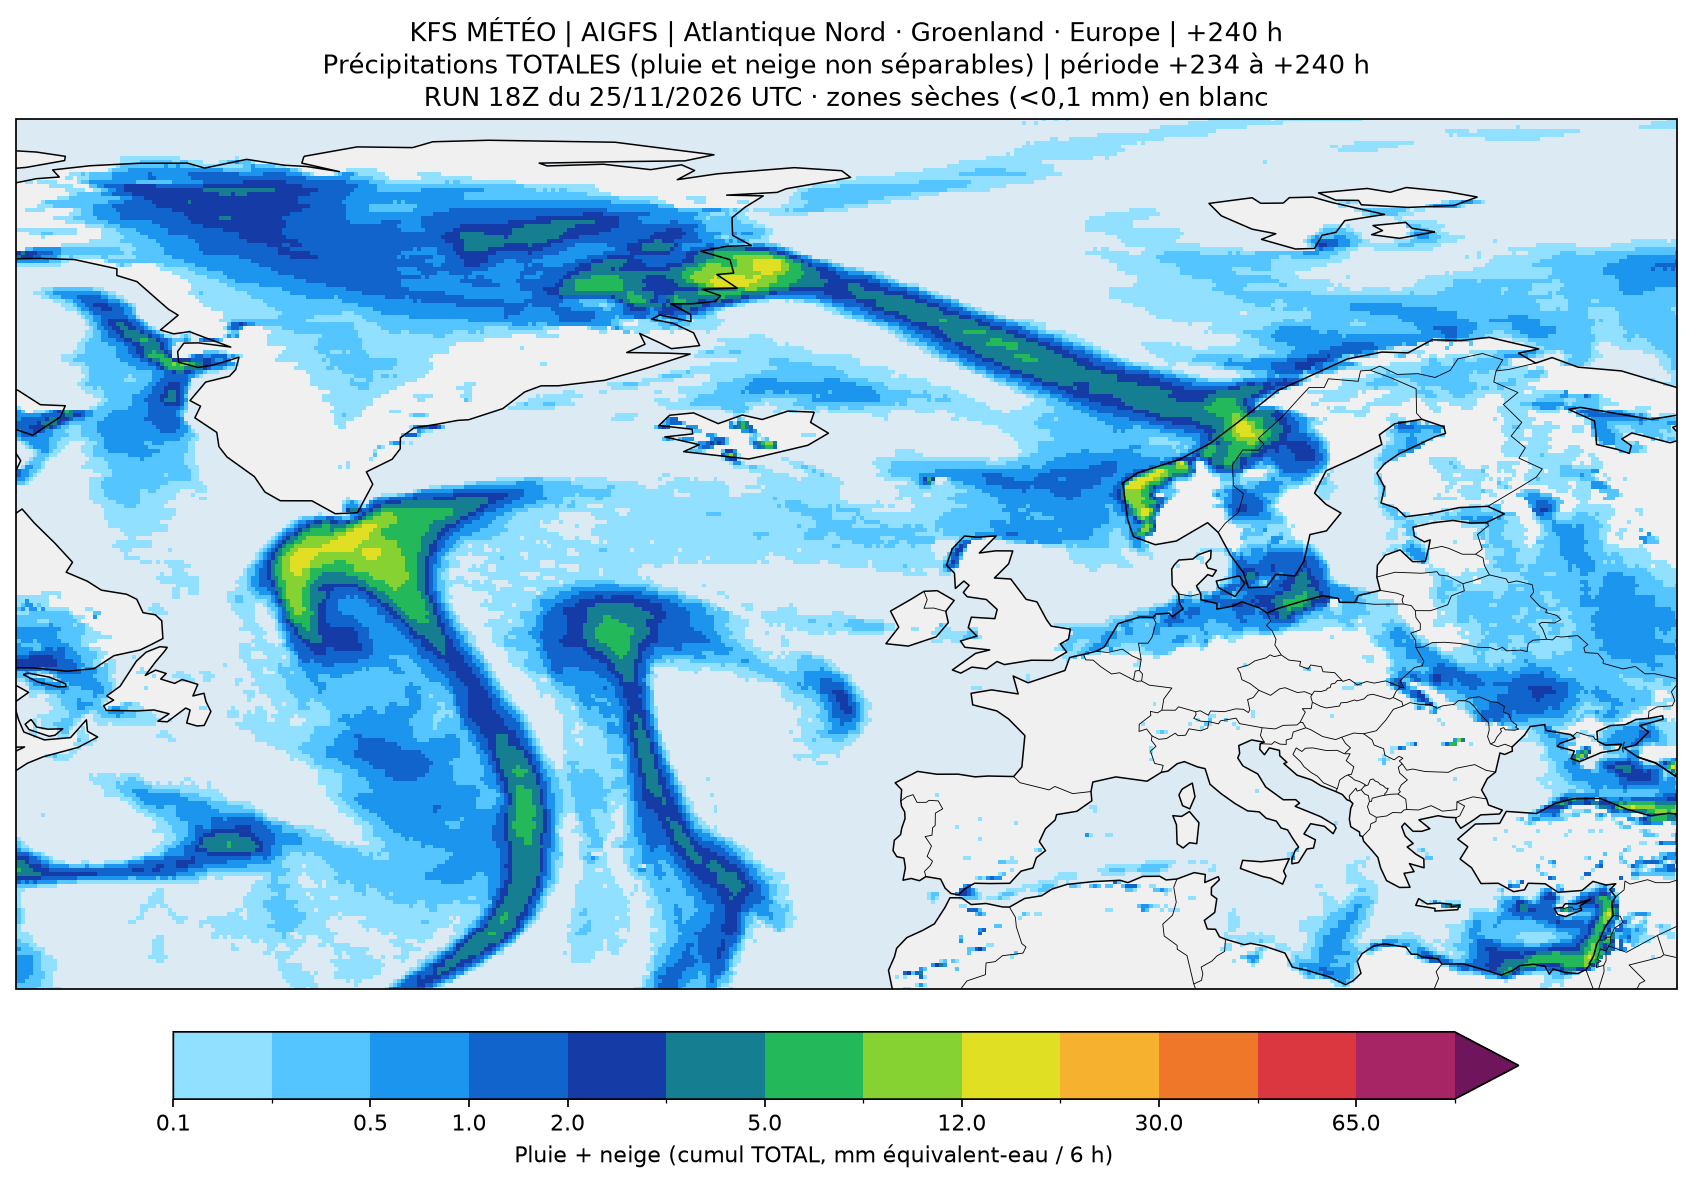 KFS MÉTÉO | AIGFS | Atlantique Nord · Groenland · Europe | +240 h
Précipitations TOTALES (pluie et neige non séparables) | période +234 à +240 h
RUN 18Z du 25/11/2026 UTC · zones sèches (<0,1 mm) en blanc
0.1 0.5 1.0 2.0 5.0 12.0 30.0 65.0
Pluie + neige (cumul TOTAL, mm équivalent-eau / 6 h)